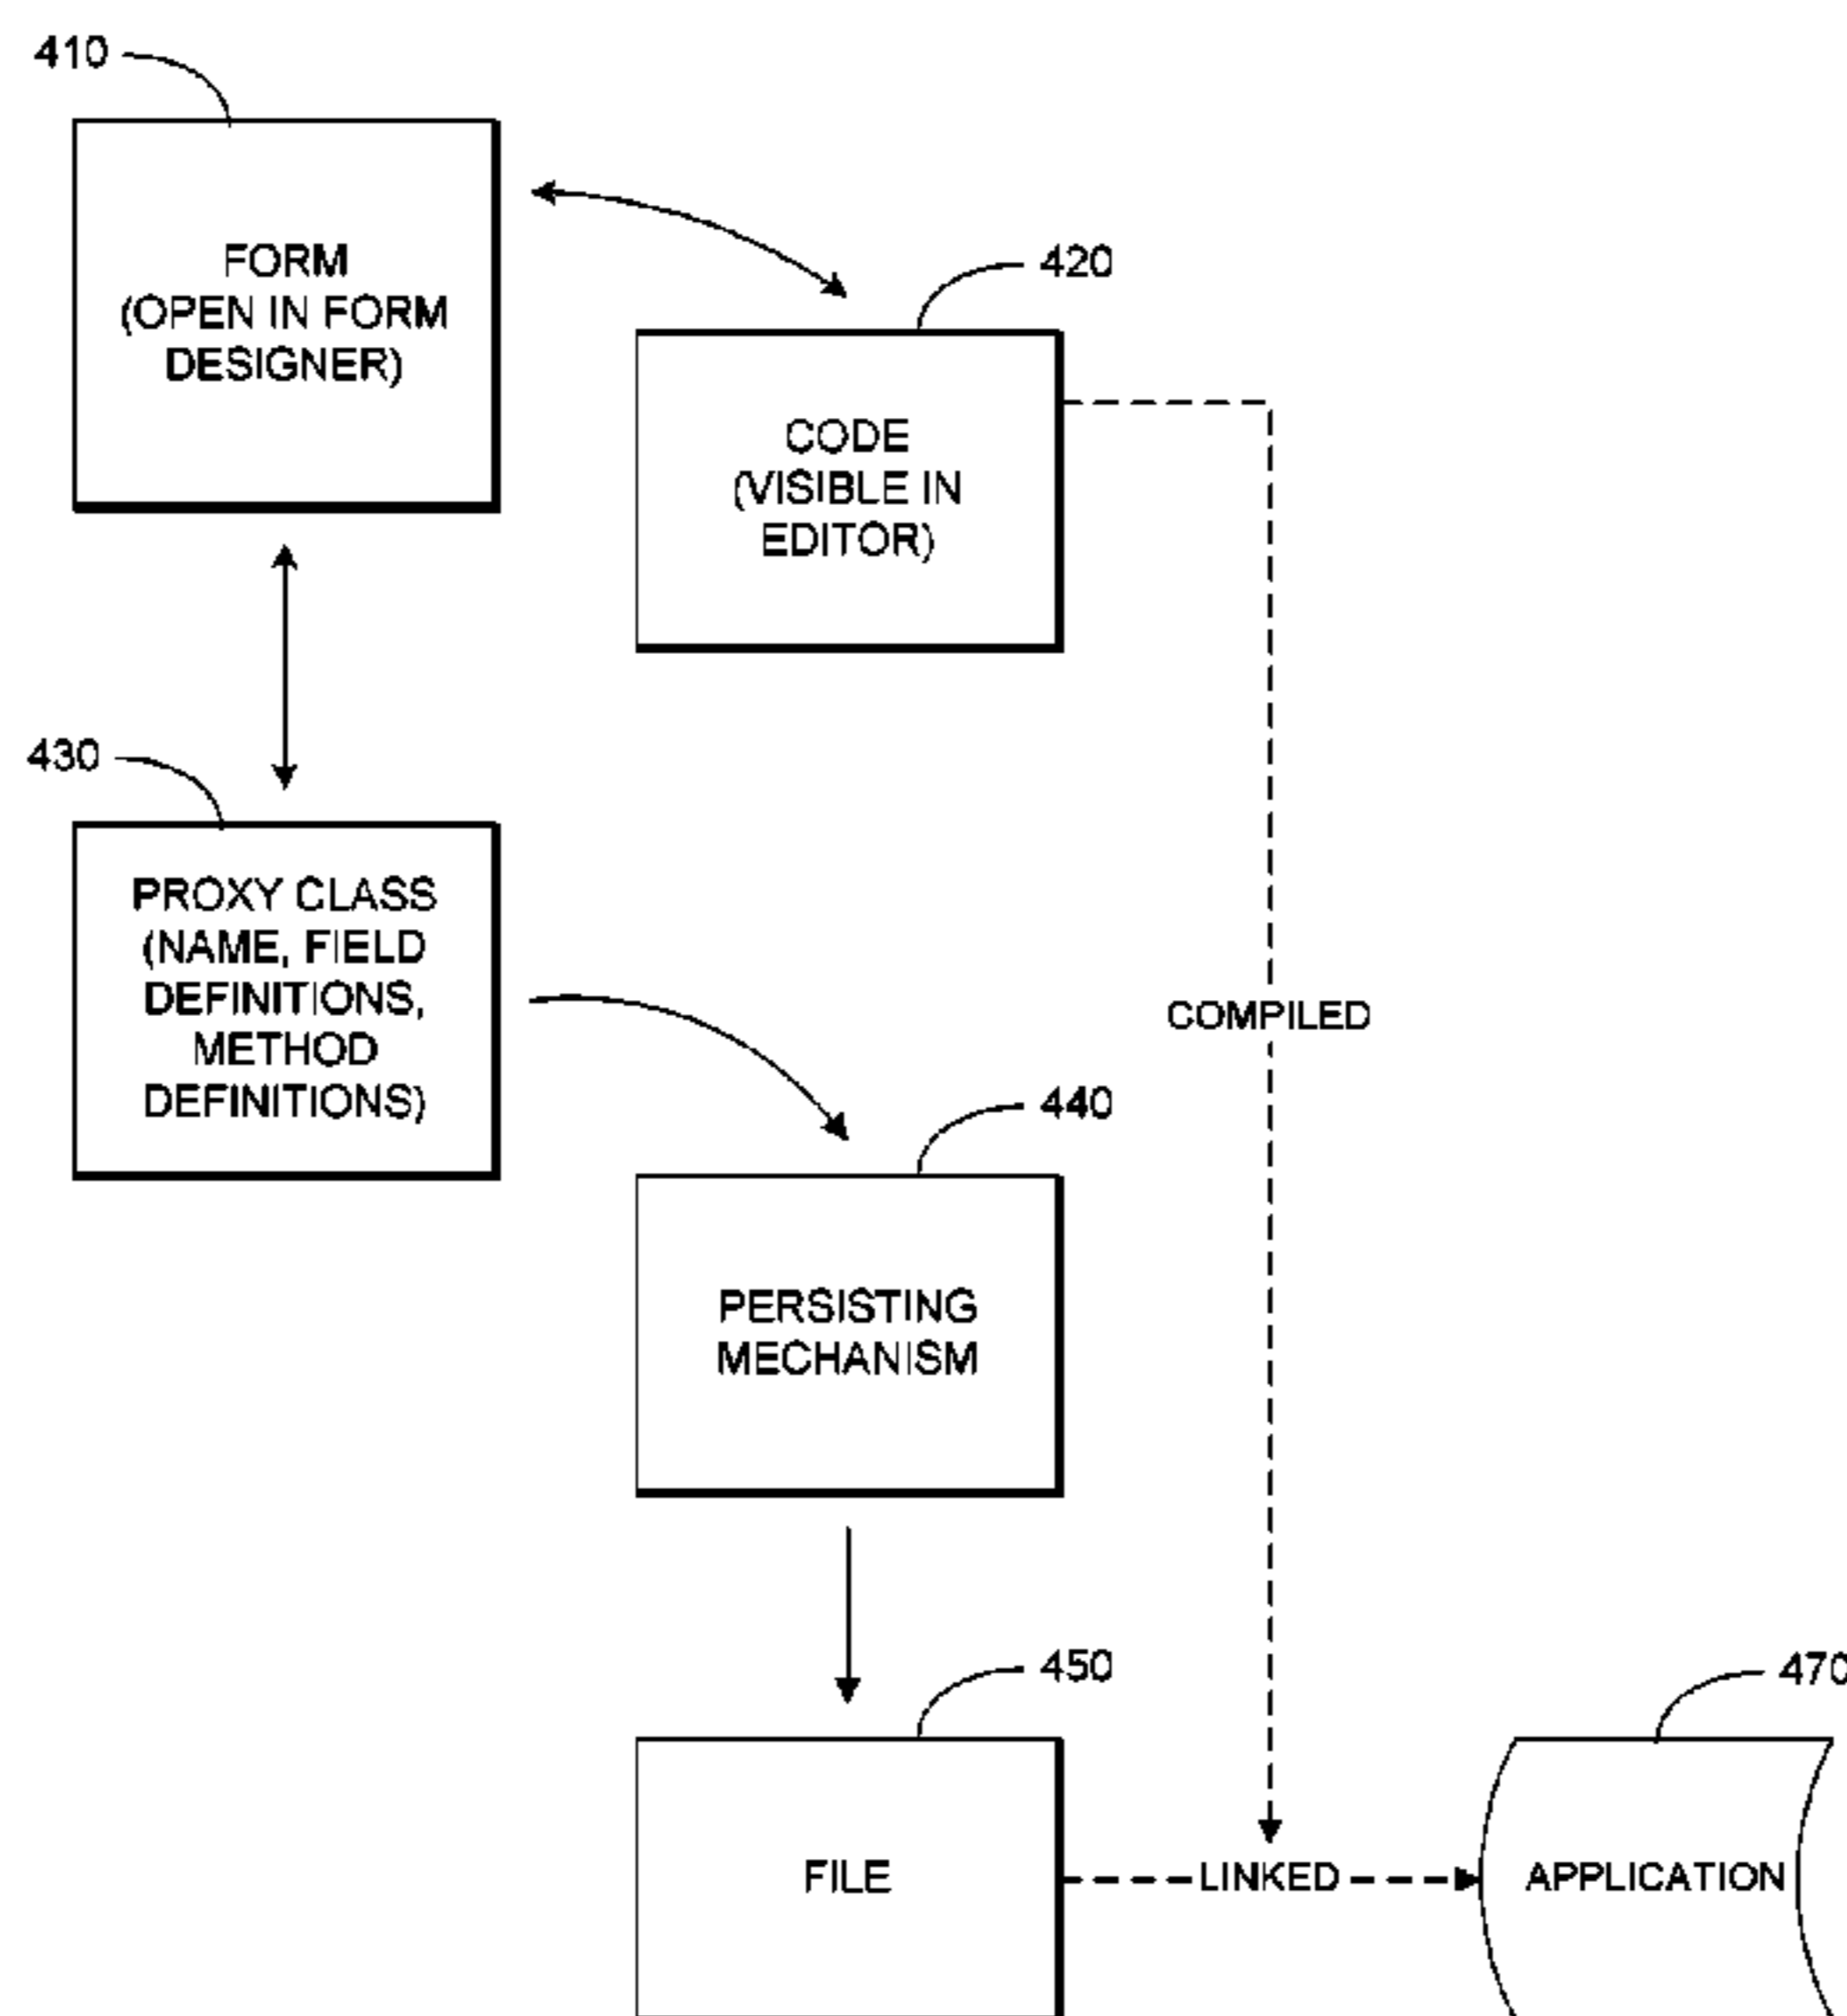 410
FORM
(OPEN IN FORM
DESIGNER)
420
CODE
(VISIBLE IN
EDITOR)
430
PROXY CLASS
(NAME, FIELD
DEFINITIONS,
METHOD
DEFINITIONS)
COMPILED
440
PERSISTING
MECHANISM
450
470
FILE
LINKED
APPLICATION